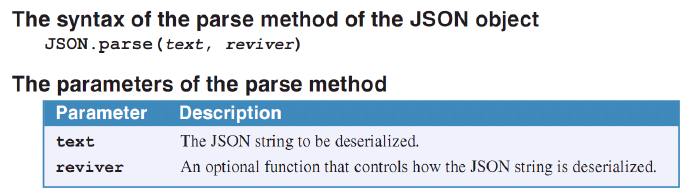 The syntax of the parse method of the JSON object
JSON.parse(text, reviver)
The parameters of the parse method
Parameter Description
text The JSON string to be deserialized.
reviver An optional function that controls how the JSON string is deserialized.